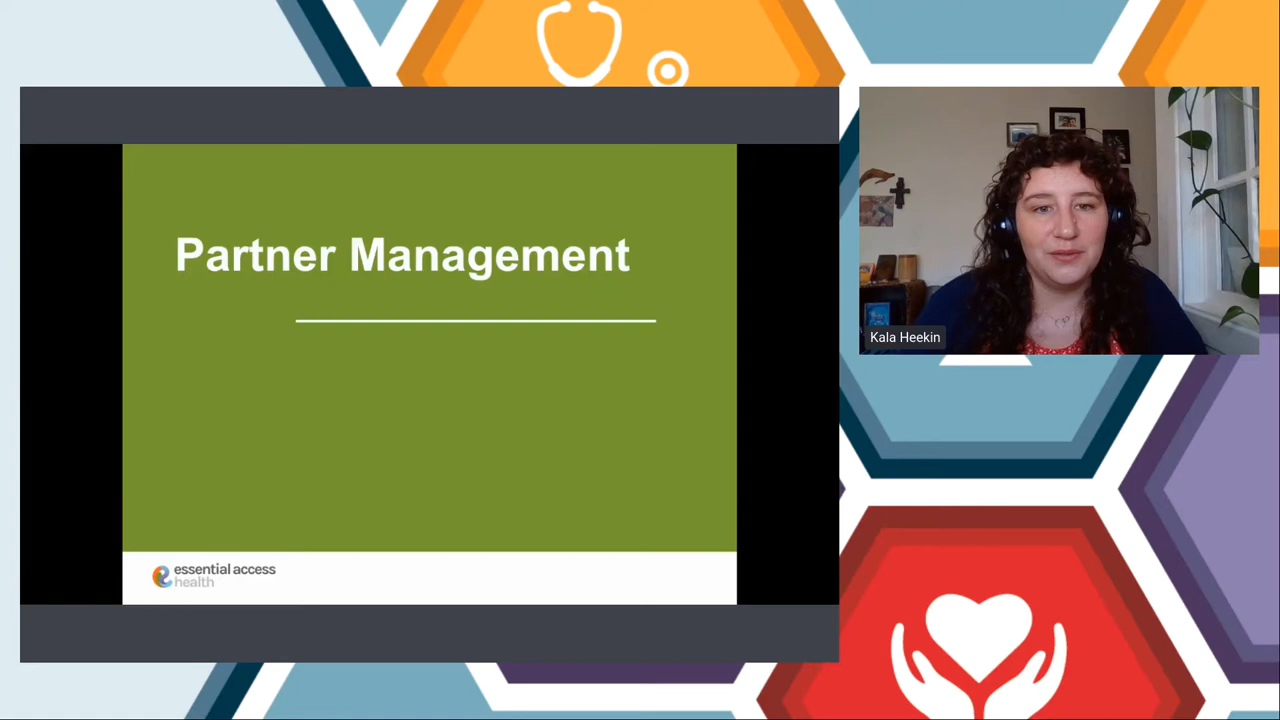 Partner Management
essential access
health
Kala Heekin